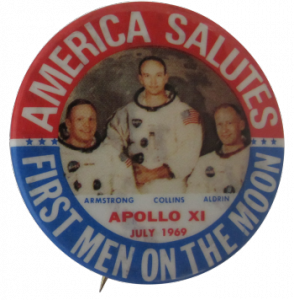 AMERICA SALUTES
ARMSTRONG COLLINS ALDRIN
APOLLO XI
JULY 1969
FIRST MEN ON THE MOON